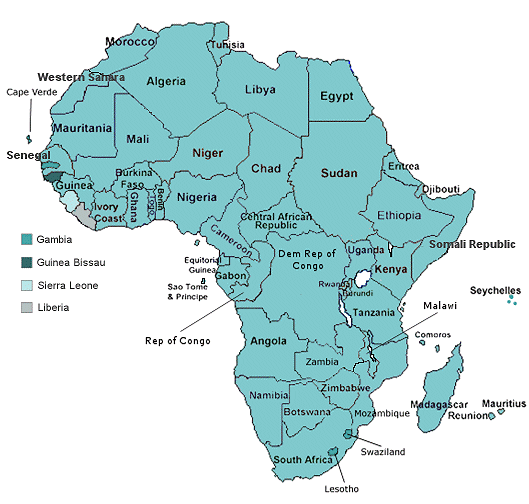 Morocco
Tunisia
Western Sahara
Algeria
Libya
Egypt
Cape Verde
Mauritania
Mali
Niger
Chad
Sudan
Eritrea
Senegal
Burkina
Faso
Guinea
Djibouti
Ivory
Coast
Ghana
Togo
Benin
Nigeria
Ethiopia
Central African
Republic
Cameroon
Somali Republic
Gambia
Guinea Bissau
Sierra Leone
Liberia
Equitorial
Guinea
Gabon
Dem Rep of
Congo
Uganda
Kenya
Sao Tome
& Principe
Rwanda
Burundi
Seychelles
Tanzania
Malawi
Rep of Congo
Angola
Comoros
Zambia
Zimbabwe
Namibia
Botswana
Mozambique
Madagascar
Mauritius
Reunion
Swaziland
South Africa
Lesotho